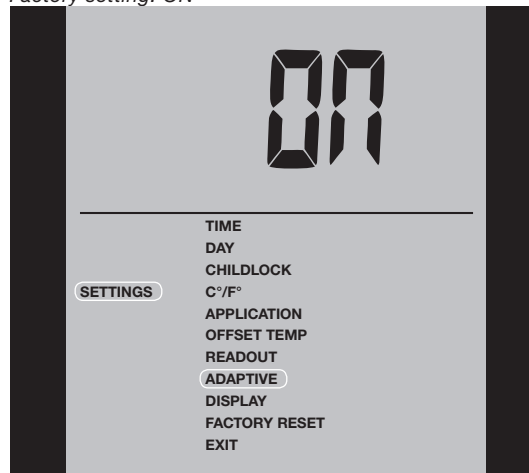 Factory setting: ON
ON
TIME
DAY
CHILDLOCK
SETTINGS C°/F°
APPLICATION
OFFSET TEMP
READOUT
ADAPTIVE
DISPLAY
FACTORY RESET
EXIT